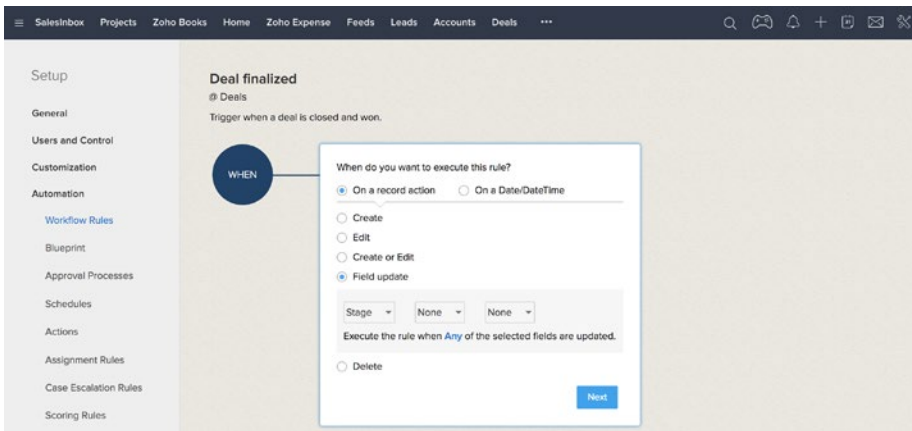 SalesInbox Projects Zoho Books Home Zoho Expense Feeds Leads Accounts Deals •••
Setup
General
Users and Control
Customization
Automation
Workflow Rules
Blueprint
Approval Processes
Schedules
Actions
Assignment Rules
Case Escalation Rules
Scoring Rules
Deal finalized
@ Deals
Trigger when a deal is closed and won.
WHEN
When do you want to execute this rule?
On a record action On a Date/DateTime
Create
Edit
Create or Edit
Field update
Stage None None
Execute the rule when Any of the selected fields are updated.
Delete
Next